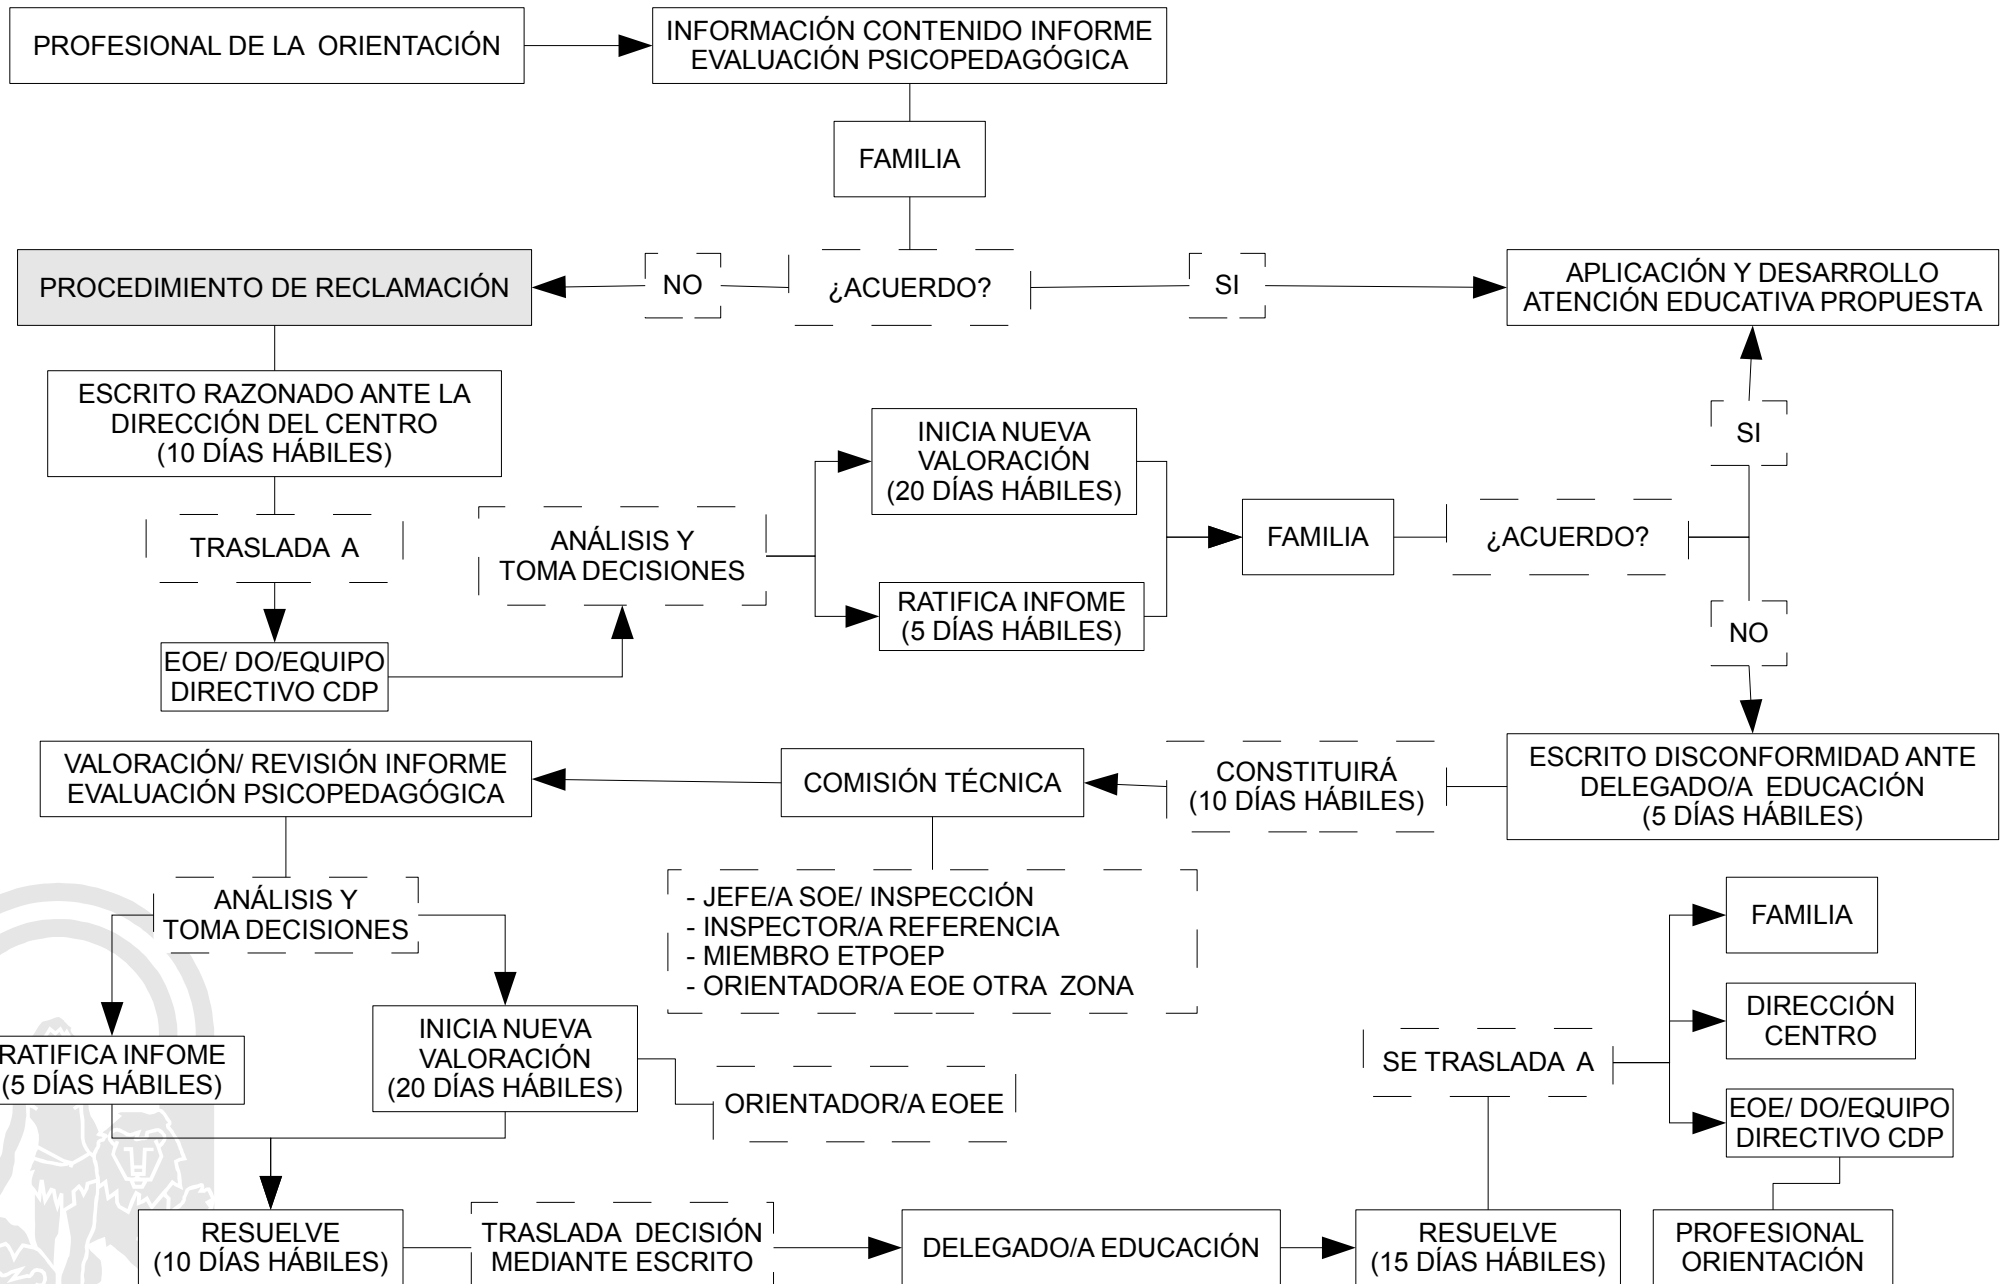 PROFESIONAL DE LA ORIENTACIÓN
INFORMACIÓN CONTENIDO INFORME
EVALUACIÓN PSICOPEDAGÓGICA
FAMILIA
PROCEDIMIENTO DE RECLAMACIÓN
NO
¿ACUERDO?
SI
APLICACIÓN Y DESARROLLO
ATENCIÓN EDUCATIVA PROPUESTA
ESCRITO RAZONADO ANTE LA
DIRECCIÓN DEL CENTRO
(10 DÍAS HÁBILES)
TRASLADA A
EOE/ DO/EQUIPO
DIRECTIVO CDP
ANÁLISIS Y
TOMA DECISIONES
INICIA NUEVA
VALORACIÓN
(20 DÍAS HÁBILES)
RATIFICA INFOME
(5 DÍAS HÁBILES)
FAMILIA
¿ACUERDO?
SI
NO
ESCRITO DISCONFORMIDAD ANTE
DELEGADO/A EDUCACIÓN
(5 DÍAS HÁBILES)
CONSTITUIRÁ
(10 DÍAS HÁBILES)
COMISIÓN TÉCNICA
- JEFE/A SOE/ INSPECCIÓN
- INSPECTOR/A REFERENCIA
- MIEMBRO ETPOEP
- ORIENTADOR/A EOE OTRA ZONA
VALORACIÓN/ REVISIÓN INFORME
EVALUACIÓN PSICOPEDAGÓGICA
ANÁLISIS Y
TOMA DECISIONES
RATIFICA INFOME
(5 DÍAS HÁBILES)
INICIA NUEVA
VALORACIÓN
(20 DÍAS HÁBILES)
ORIENTADOR/A EOEE
RESUELVE
(10 DÍAS HÁBILES)
TRASLADA DECISIÓN
MEDIANTE ESCRITO
DELEGADO/A EDUCACIÓN
RESUELVE
(15 DÍAS HÁBILES)
SE TRASLADA A
FAMILIA
DIRECCIÓN
CENTRO
EOE/ DO/EQUIPO
DIRECTIVO CDP
PROFESIONAL
ORIENTACIÓN